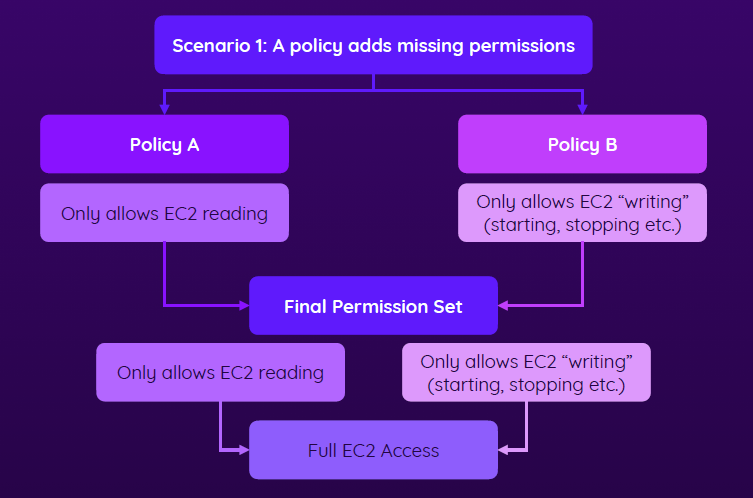 Scenario 1: A policy adds missing permissions
Policy A
Policy B
Only allows EC2 reading
Only allows EC2 “writing”
(starting, stopping etc.)
Final Permission Set
Only allows EC2 reading
Only allows EC2 “writing”
(starting, stopping etc.)
Full EC2 Access